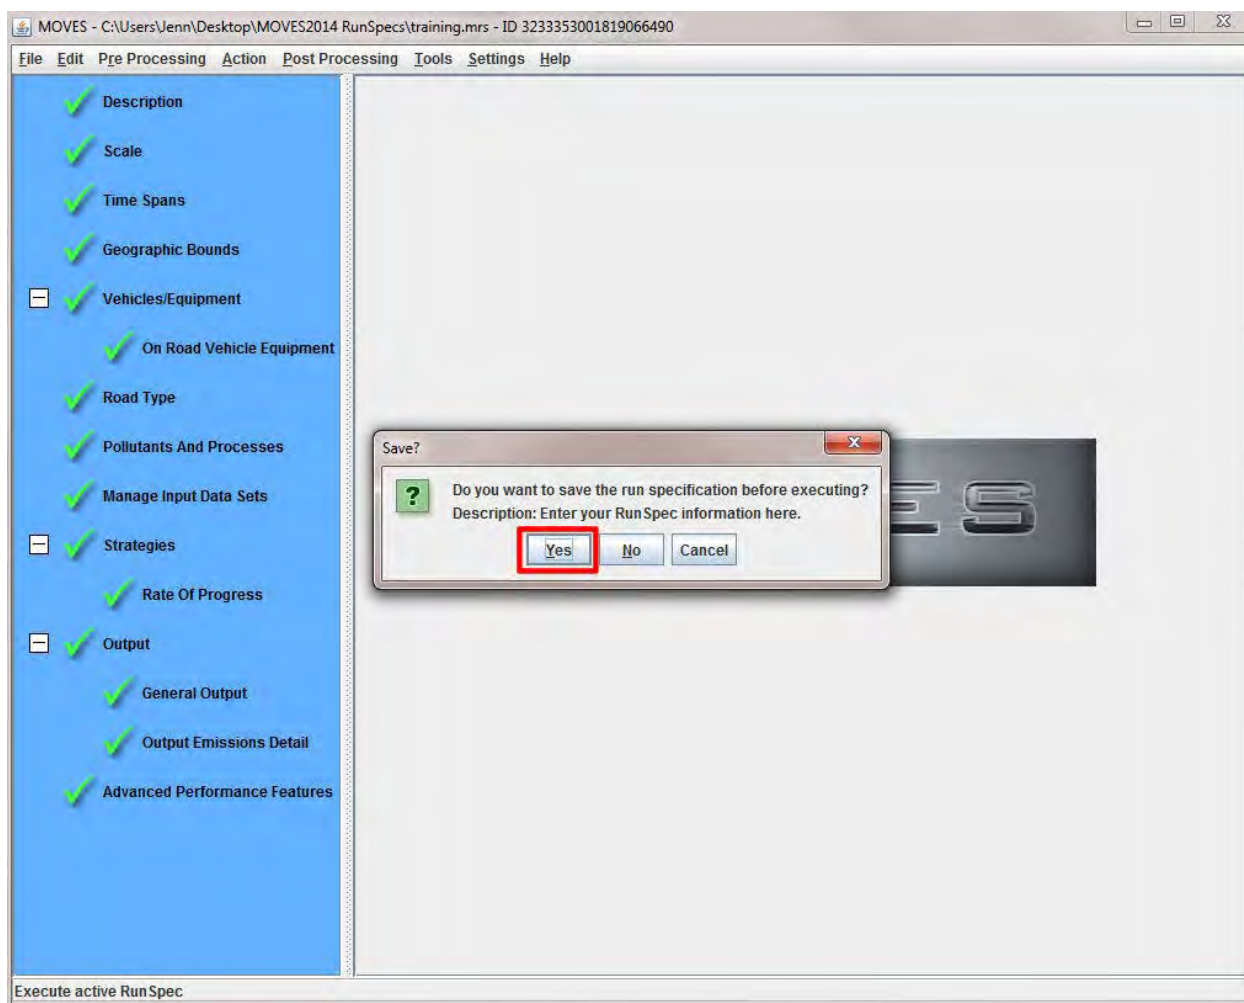 MOVES - C:\Users\Jenn\Desktop\MOVES2014 RunSpecs\training.mrs - ID 3233353001819066490
File Edit Pre Processing Action Post Processing Tools Settings Help
Description
Scale
Time Spans
Geographic Bounds
Vehicles/Equipment
On Road Vehicle Equipment
Road Type
Pollutants And Processes
Manage Input Data Sets
Strategies
Rate Of Progress
Output
General Output
Output Emissions Detail
Advanced Performance Features
Save?
Do you want to save the run specification before executing?
Description: Enter your RunSpec information here.
Yes No Cancel
ES
Execute active RunSpec